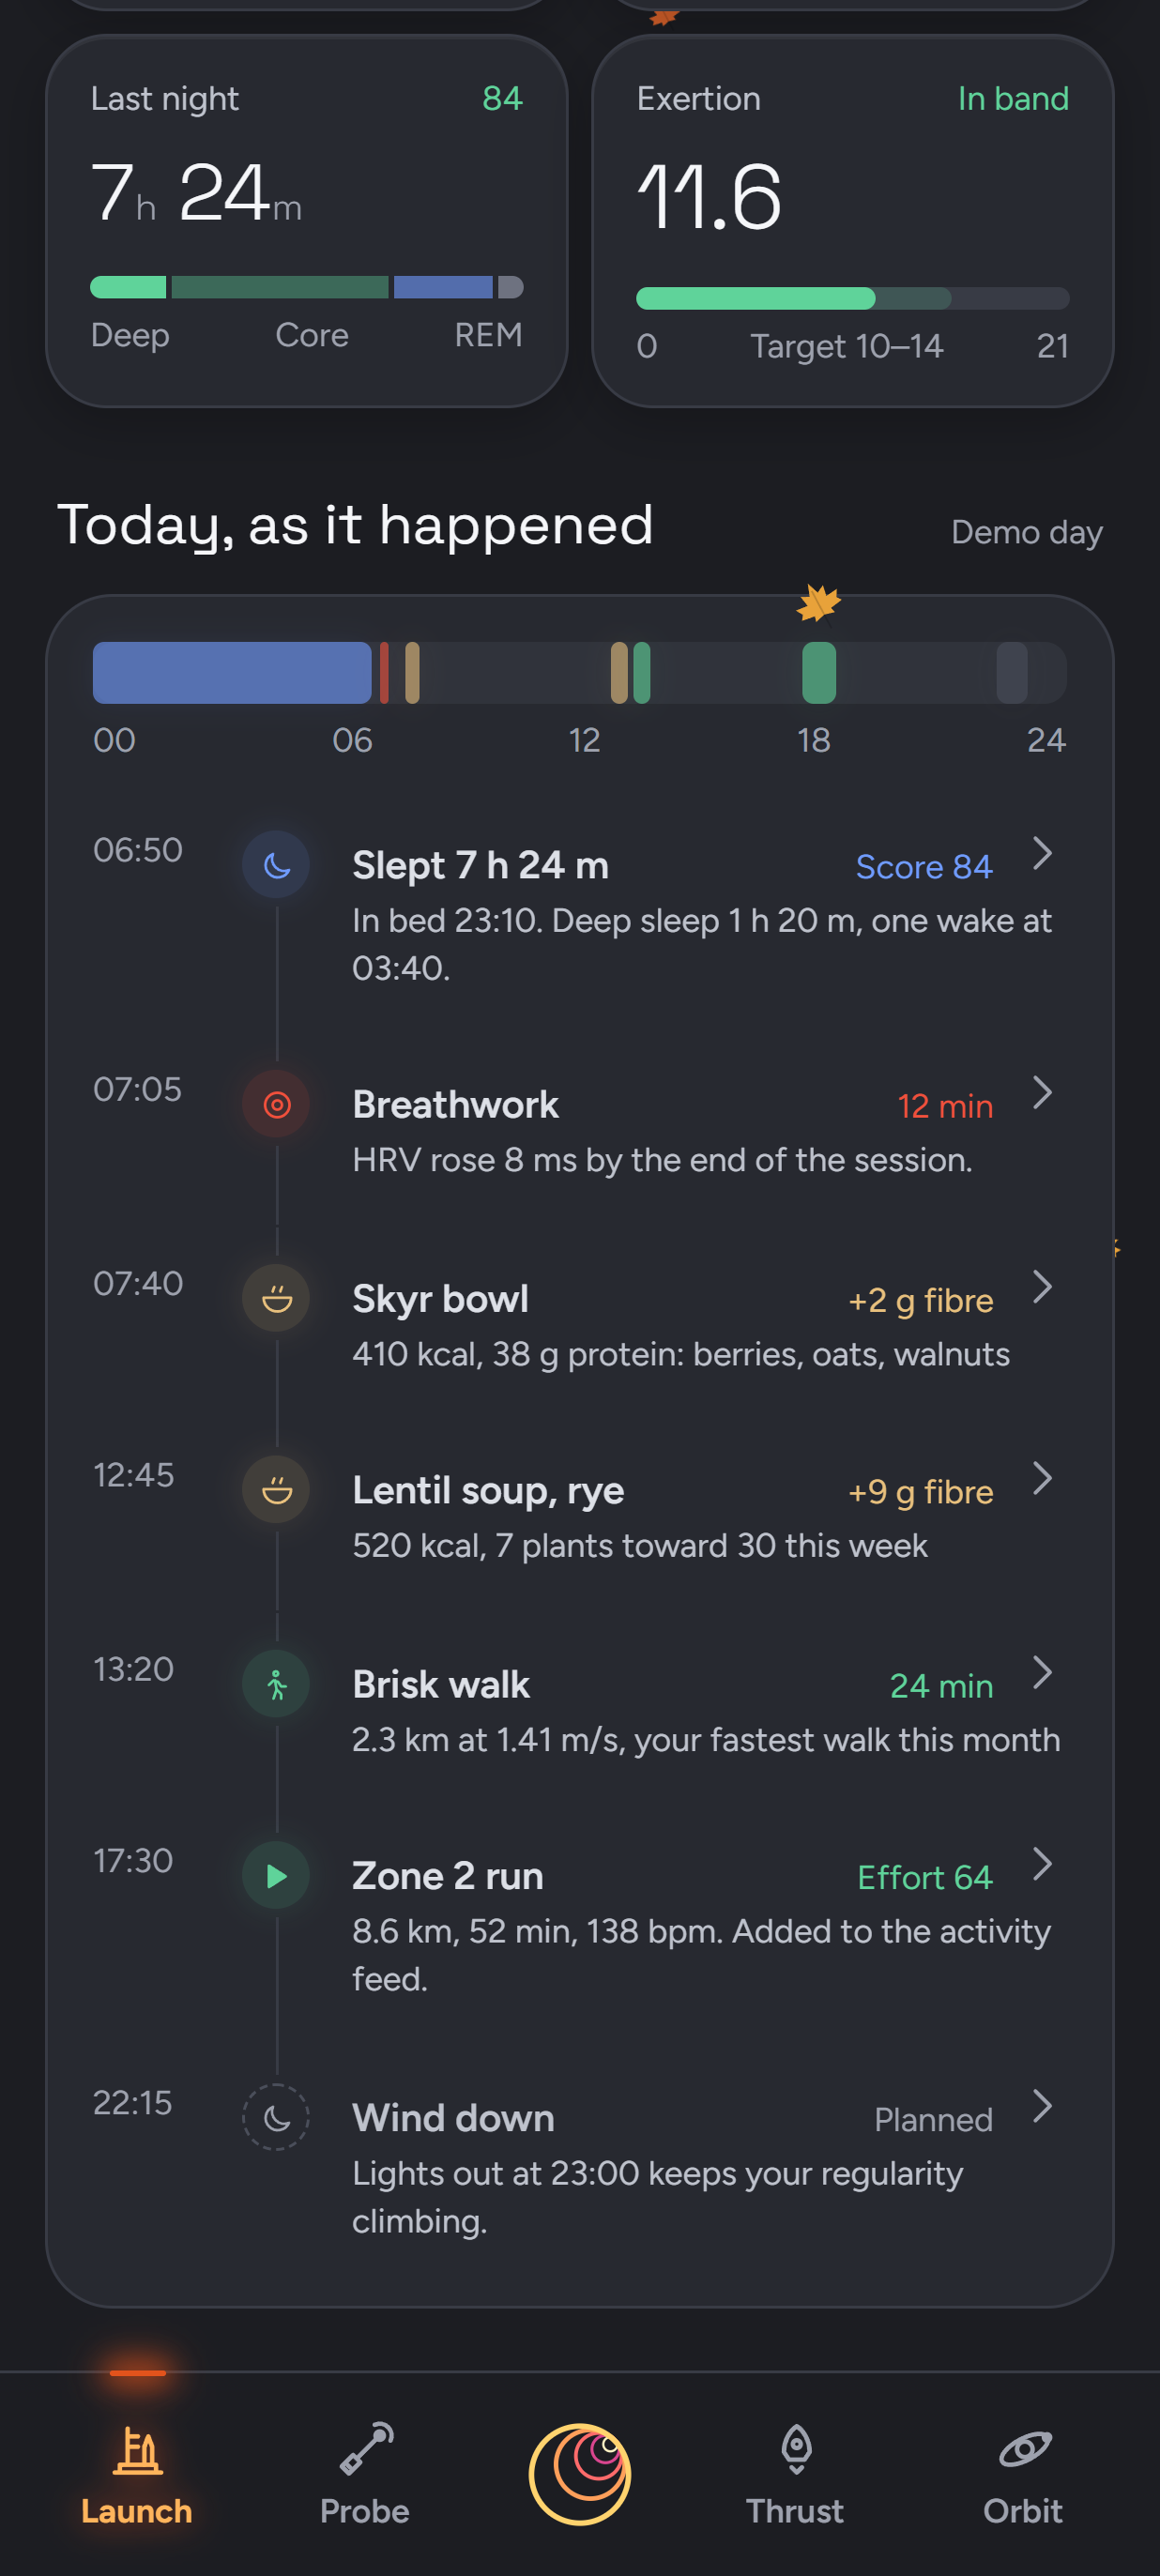 Last night 84
7h 24m
Deep Core REM
Exertion In band
11.6
0 Target 10–14 21
Today, as it happened Demo day
00 06 12 18 24
06:50 Slept 7 h 24 m Score 84
In bed 23:10. Deep sleep 1 h 20 m, one wake at
03:40.
07:05 Breathwork 12 min
HRV rose 8 ms by the end of the session.
07:40 Skyr bowl +2 g fibre
410 kcal, 38 g protein: berries, oats, walnuts
12:45 Lentil soup, rye +9 g fibre
520 kcal, 7 plants toward 30 this week
13:20 Brisk walk 24 min
2.3 km at 1.41 m/s, your fastest walk this month
17:30 Zone 2 run Effort 64
8.6 km, 52 min, 138 bpm. Added to the activity
feed.
22:15 Wind down Planned
Lights out at 23:00 keeps your regularity
climbing.
Launch Probe Thrust Orbit